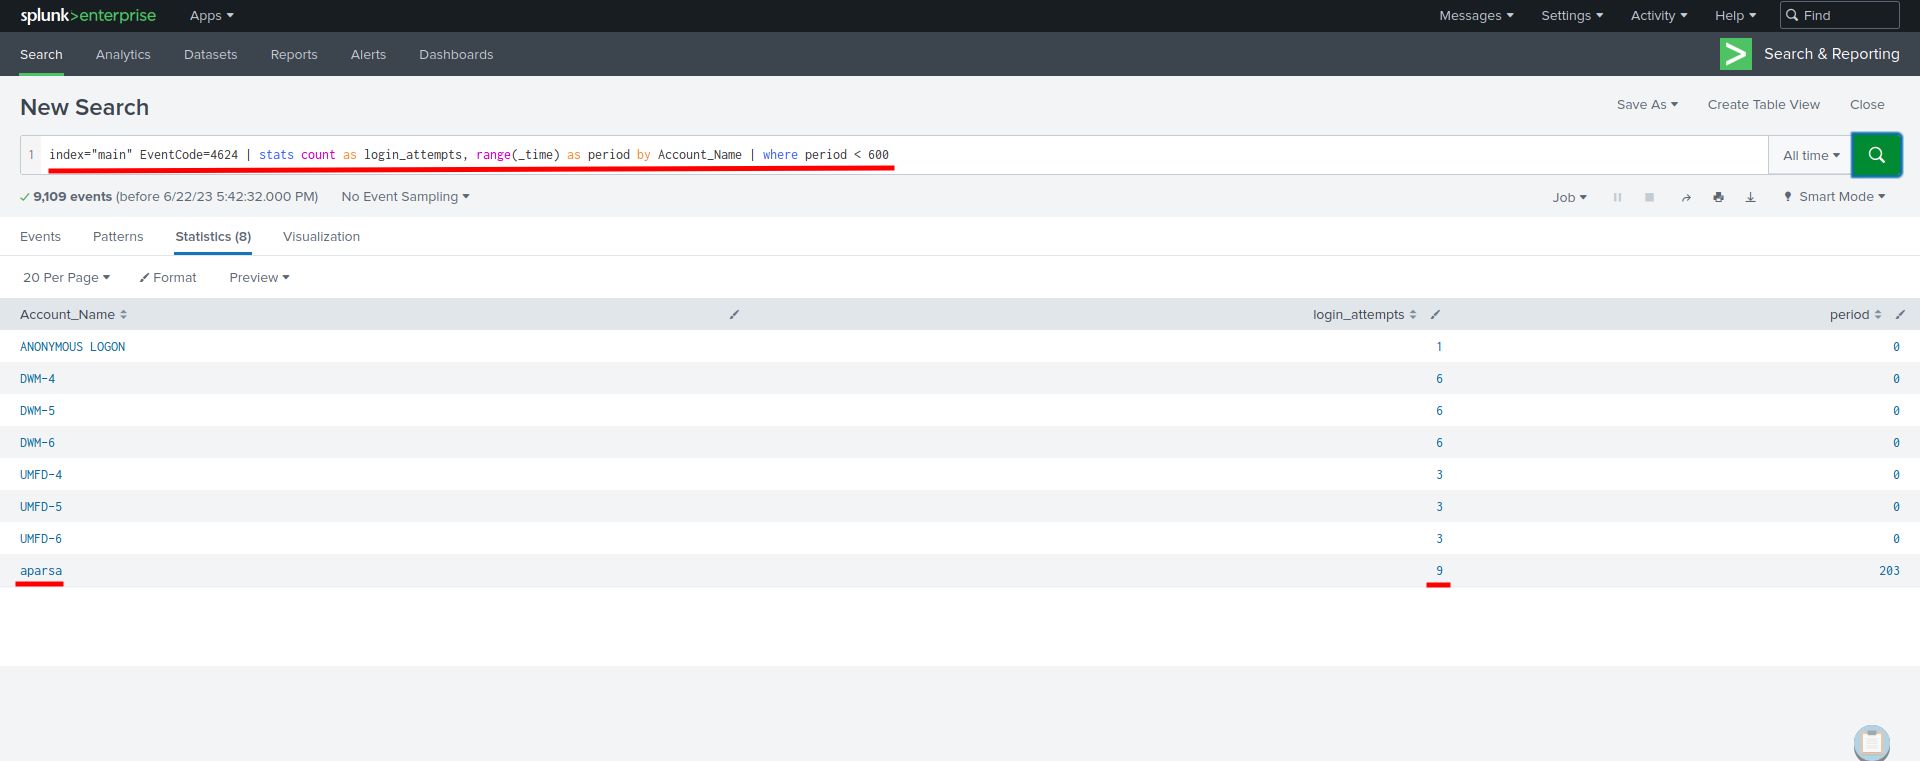 splunk>enterprise Apps Messages Settings Activity Help Find
Search Analytics Datasets Reports Alerts Dashboards Search & Reporting
New Search Save As Create Table View Close
1 index="main" EventCode=4624 | stats count as login_attempts, range(_time) as period by Account_Name | where period < 600 All time
9,109 events (before 6/22/23 5:42:32.000 PM) No Event Sampling Job Smart Mode
Events Patterns Statistics (8) Visualization
20 Per Page Format Preview
Account_Name login_attempts period
ANONYMOUS LOGON 1 0
DWM-4 6 0
DWM-5 6 0
DWM-6 6 0
UMFD-4 3 0
UMFD-5 3 0
UMFD-6 3 0
aparsa 9 203